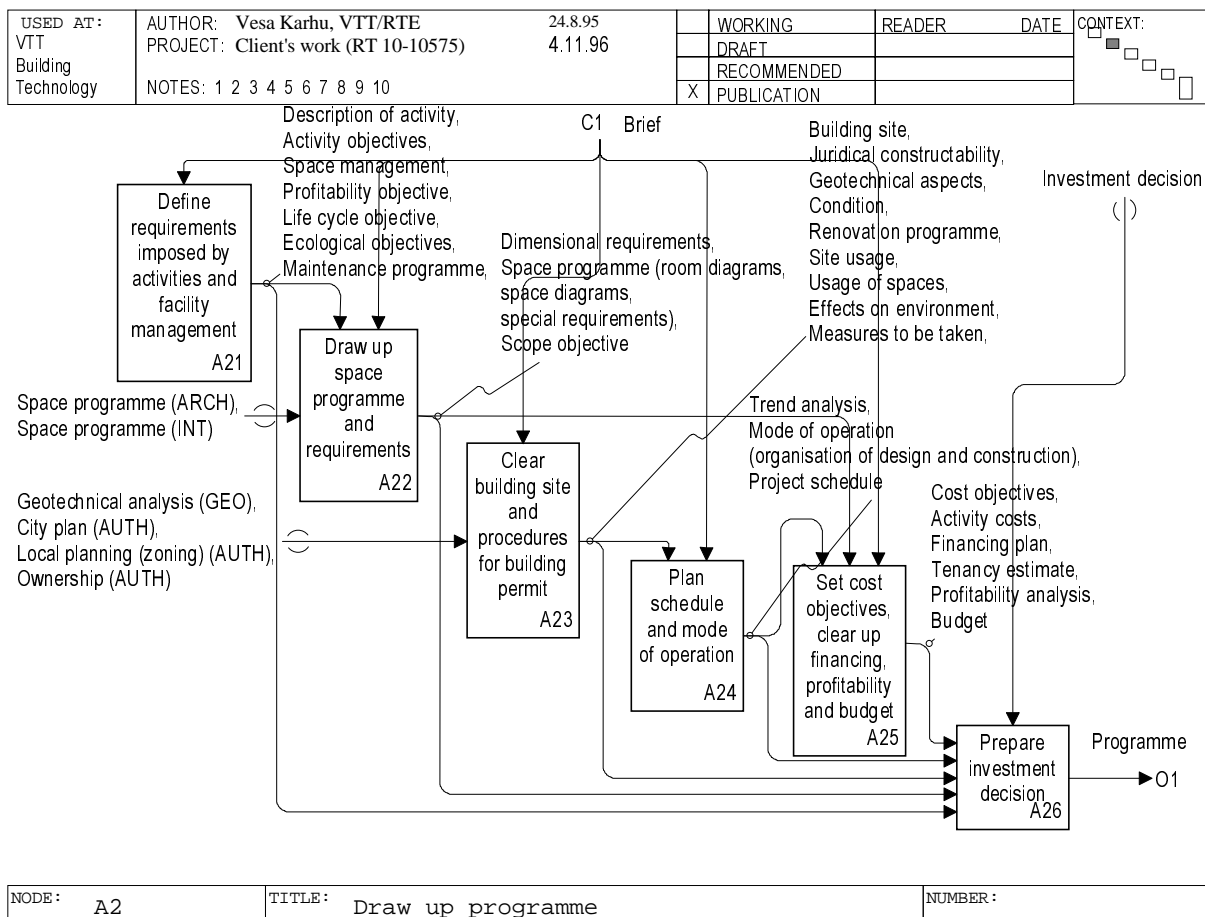 USED AT:
VTT
Building
Technology
AUTHOR: Vesa Karhu, VTT/RTE
PROJECT: Client's work (RT 10-10575)
24.8.95
4.11.96
NOTES: 1 2 3 4 5 6 7 8 9 10
WORKING
DRAFT
RECOMMENDED
X PUBLICATION
READER DATE
CONTEXT:
Description of activity,
Activity objectives,
Space management,
Profitability objective,
Life cycle objective,
Ecological objectives,
Maintenance programme,
C1 Brief
Building site,
Juridical constructability,
Geotechnical aspects,
Condition,
Renovation programme,
Site usage,
Usage of spaces,
Effects on environment,
Measures to be taken,
Investment decision
Define
requirements
imposed by
activities and
facility
management
A21
Dimensional requirements,
Space programme (room diagrams,
space diagrams,
special requirements),
Scope objective
Draw up
space
programme
and
requirements
A22
Space programme (ARCH),
Space programme (INT)
Trend analysis,
Mode of operation
(organisation of design and construction),
Project schedule
Clear
building site
and
procedures
for building
permit
A23
Geotechnical analysis (GEO),
City plan (AUTH),
Local planning (zoning) (AUTH),
Ownership (AUTH)
Cost objectives,
Activity costs,
Financing plan,
Tenancy estimate,
Profitability analysis,
Budget
Plan
schedule
and mode
of operation
A24
Set cost
objectives,
clear up
financing,
profitability
and budget
A25
Prepare
investment
decision
A26
Programme
O1
NODE: A2
TITLE: Draw up programme
NUMBER: